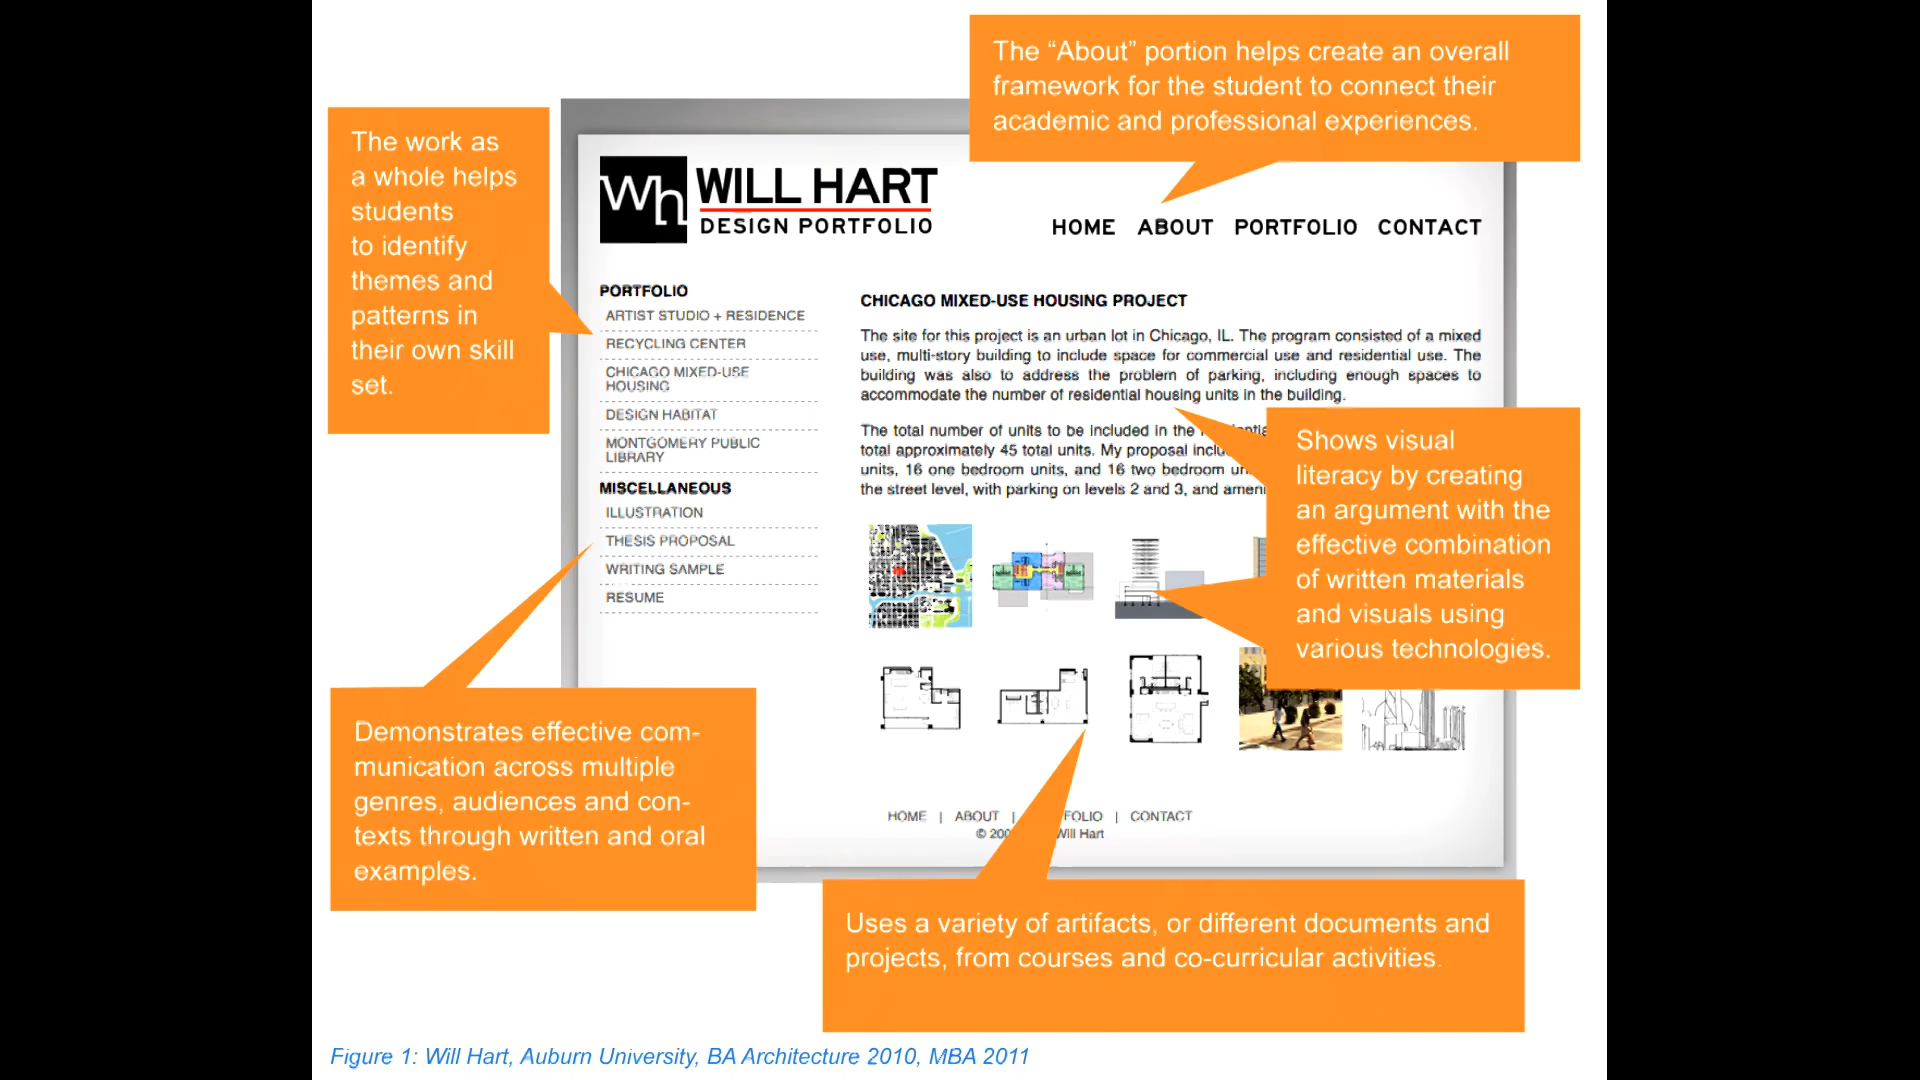 The “About” portion helps create an overall
framework for the student to connect their
academic and professional experiences.
The work as
a whole helps
students
to identify
themes and
patterns in
their own skill
set.
Wh
WILL HART
DESIGN PORTFOLIO
HOME ABOUT PORTFOLIO CONTACT
PORTFOLIO
ARTIST STUDIO + RESIDENCE
RECYCLING CENTER
CHICAGO MIXED-USE
HOUSING
DESIGN HABITAT
MONTGOMERY PUBLIC
LIBRARY
MISCELLANEOUS
ILLUSTRATION
THESIS PROPOSAL
WRITING SAMPLE
RESUME
CHICAGO MIXED-USE HOUSING PROJECT
The site for this project is an urban lot in Chicago, IL. The program consisted of a mixed
use, multi-story building to include space for commercial use and residential use. The
building was also to address the problem of parking, including enough spaces to
accommodate the number of residential housing units in the building.
The total number of units to be included in the
total approximately 45 total units. My proposal
units, 16 one bedroom units, and 16 two bedroom
the street level, with parking on levels 2 and 3, and
Shows visual
literacy by creating
an argument with the
effective combination
of written materials
and visuals using
various technologies.
Demonstrates effective com-
munication across multiple
genres, audiences and con-
texts through written and oral
examples.
HOME | ABOUT | FOLIO | CONTACT
© 200 Will Hart
Uses a variety of artifacts, or different documents and
projects, from courses and co-curricular activities.
Figure 1: Will Hart, Auburn University, BA Architecture 2010, MBA 2011